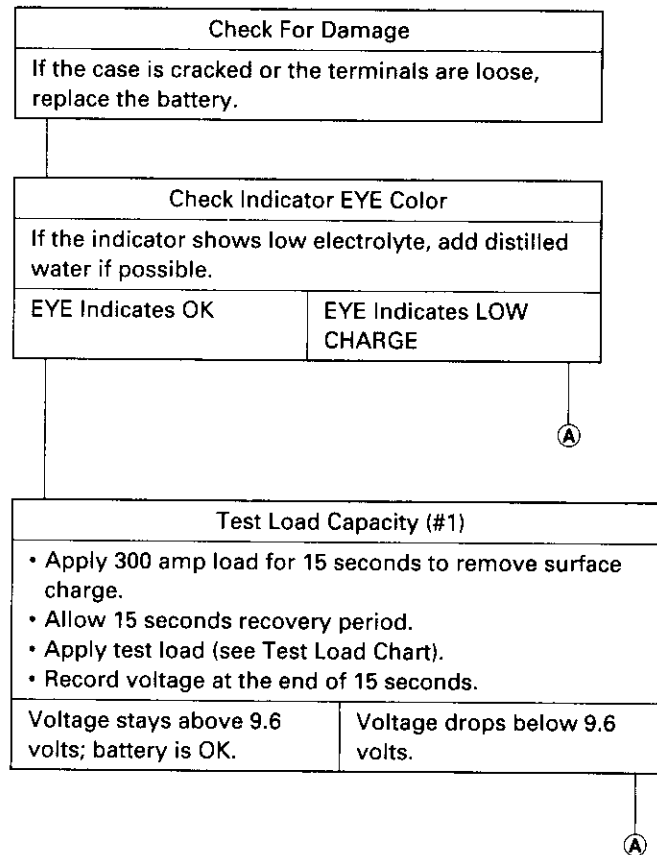 Check For Damage
If the case is cracked or the terminals are loose,
replace the battery.
Check Indicator EYE Color
If the indicator shows low electrolyte, add distilled
water if possible.
EYE Indicates OK
EYE Indicates LOW
CHARGE
A
Test Load Capacity (#1)
• Apply 300 amp load for 15 seconds to remove surface
charge.
• Allow 15 seconds recovery period.
• Apply test load (see Test Load Chart).
• Record voltage at the end of 15 seconds.
Voltage stays above 9.6
volts; battery is OK.
Voltage drops below 9.6
volts.
A